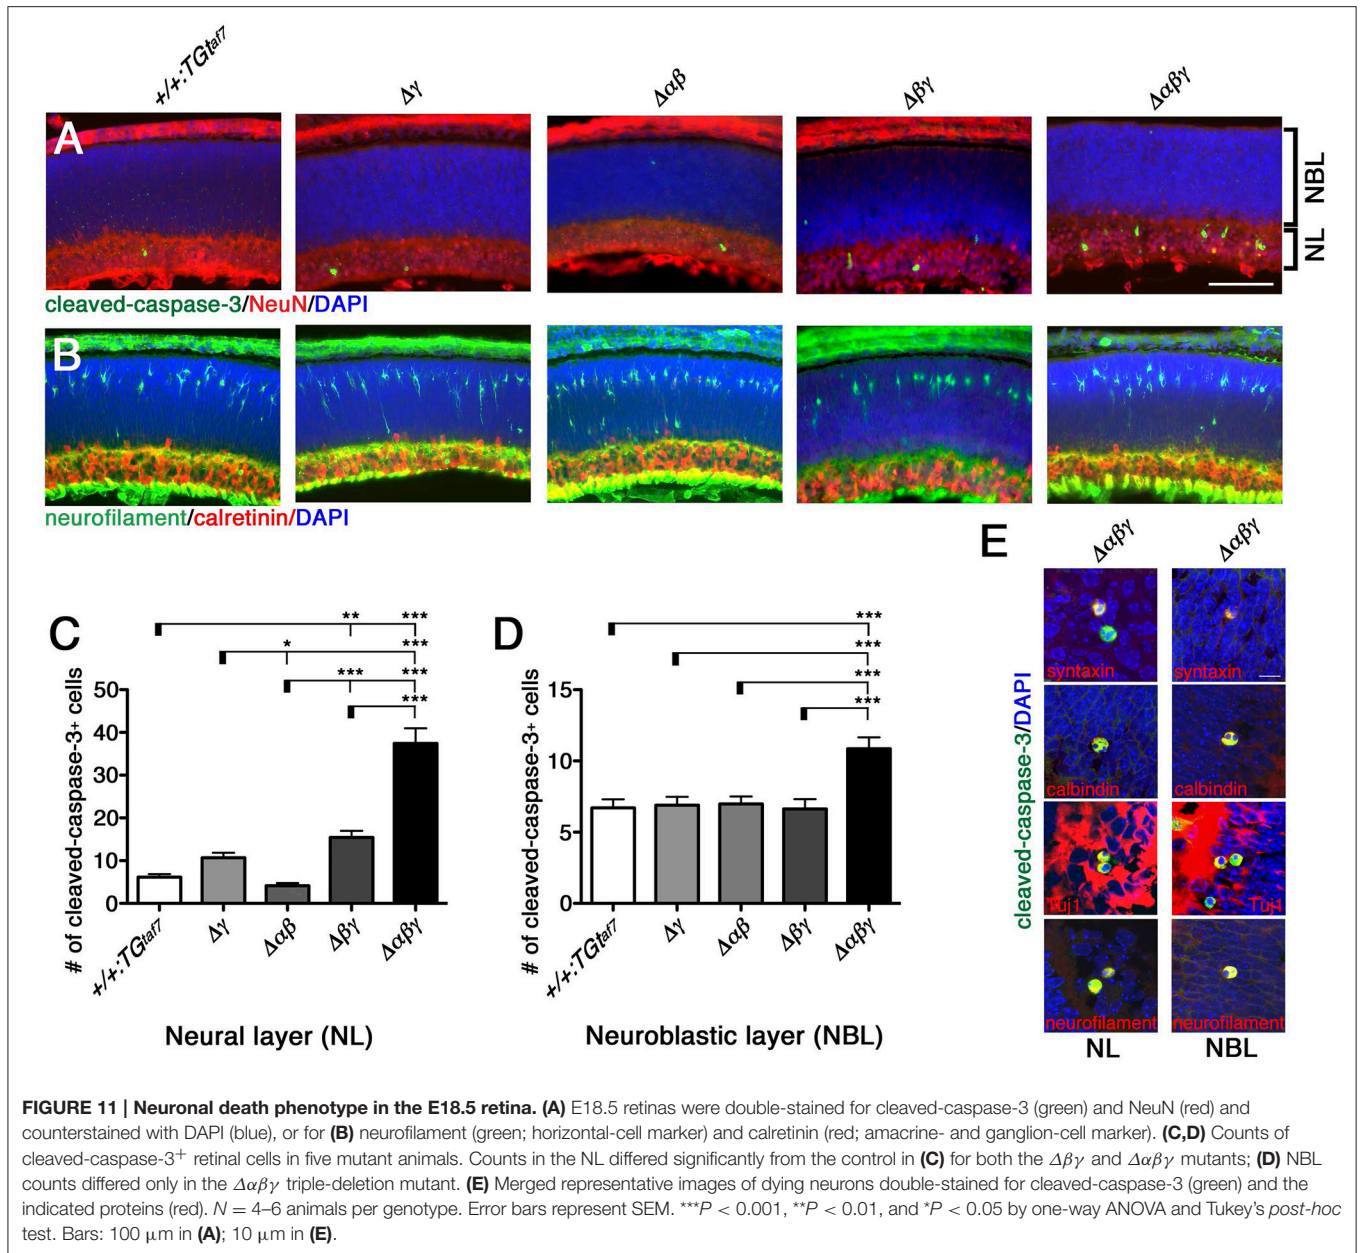 +/+:TGtaf7
Δγ
Δαβ
Δβγ
Δαβγ
A
NBL
NL
cleaved-caspase-3/NeuN/DAPI
B
neurofilament/calretinin/DAPI
C
** ***
* ***
*** ***
***
# of cleaved-caspase-3+ cells
50
40
30
20
10
0
+/+:TGtaf7
Δγ
Δαβ
Δβγ
Δαβγ
Neural layer (NL)
D
***
***
***
***
# of cleaved-caspase-3+ cells
15
10
5
0
+/+:TGtaf7
Δγ
Δαβ
Δβγ
Δαβγ
Neuroblastic layer (NBL)
E
Δαβγ
Δαβγ
cleaved-caspase-3/DAPI
syntaxin
syntaxin
calbindin
calbindin
Tuj1
Tuj1
neurofilament
neurofilament
NL
NBL
FIGURE 11 | Neuronal death phenotype in the E18.5 retina. (A) E18.5 retinas were double-stained for cleaved-caspase-3 (green) and NeuN (red) and
counterstained with DAPI (blue), or for (B) neurofilament (green; horizontal-cell marker) and calretinin (red; amacrine- and ganglion-cell marker). (C,D) Counts of
cleaved-caspase-3+ retinal cells in five mutant animals. Counts in the NL differed significantly from the control in (C) for both the Δβγ and Δαβγ mutants; (D) NBL
counts differed only in the Δαβγ triple-deletion mutant. (E) Merged representative images of dying neurons double-stained for cleaved-caspase-3 (green) and the
indicated proteins (red). N = 4–6 animals per genotype. Error bars represent SEM. ***P < 0.001, **P < 0.01, and *P < 0.05 by one-way ANOVA and Tukey's post-hoc
test. Bars: 100 μm in (A); 10 μm in (E).